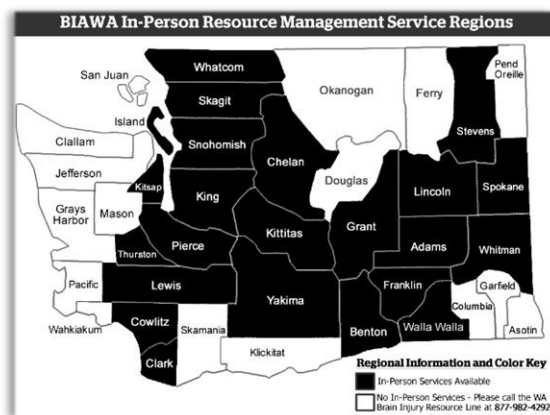 BIAWA In-Person Resource Management Service Regions
Whatcom
Pend
Oreille
San Juan
Okanogan
Ferry
Skagit
Stevens
Island
Clallam
Snohomish
Chelan
Jefferson
Douglas
Kitsap
Lincoln
Spokane
King
Grays
Harbor
Mason
Grant
Kittitas
Pierce
Adams
Whitman
Thurston
Pacific
Lewis
Franklin
Garfield
Yakima
Columbia
Cowlitz
Wahkiakum
Skamania
Benton
Walla Walla
Asotin
Klickitat
Clark
Regional Information and Color Key
In-Person Services Available
No In-Person Services - Please call the WA
Brain Injury Resource Line at 877-982-4292